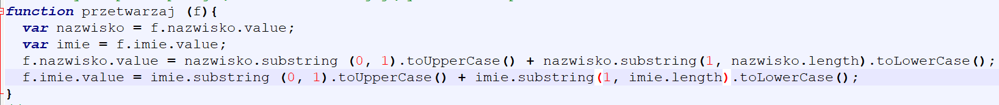 function przetwarzaj (f){
var nazwisko = f.nazwisko.value;
var imie = f.imie.value;
f.nazwisko.value = nazwisko.substring (0, 1).toUpperCase() + nazwisko.substring(1, nazwisko.length).toLowerCase();
f.imie.value = imie.substring (0, 1).toUpperCase() + imie.substring(1, imie.length).toLowerCase();
}